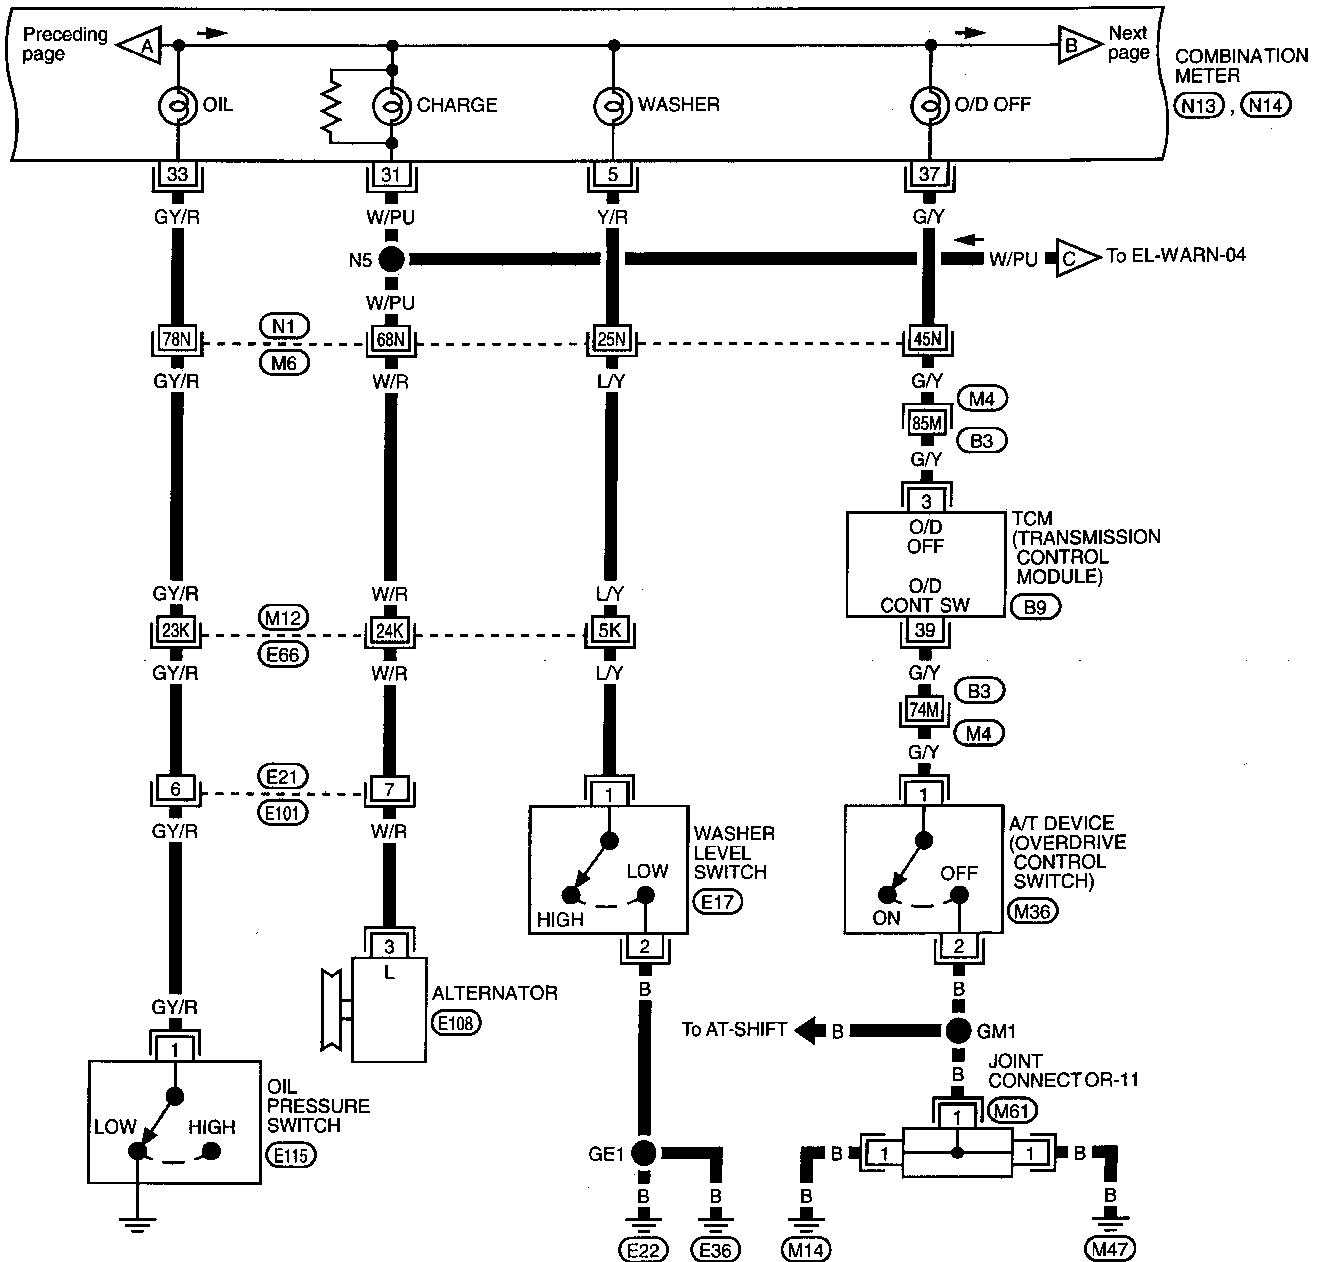 Preceding page
A
B
Next page
COMBINATION METER
N13 , N14
OIL
CHARGE
WASHER
O/D OFF
33
31
5
37
GY/R
W/PU
Y/R
G/Y
N5
W/PU
C
To EL-WARN-04
W/PU
78N
N1
M6
68N
25N
45N
GY/R
W/R
L/Y
G/Y
M4
85M
B3
G/Y
3
O/D OFF
O/D CONT SW
TCM (TRANSMISSION CONTROL MODULE)
B9
39
GY/R
W/R
L/Y
23K
M12
E66
24K
5K
GY/R
W/R
L/Y
G/Y
B3
74M
M4
G/Y
6
E21
E101
7
1
1
GY/R
W/R
HIGH
LOW
WASHER LEVEL SWITCH
E17
ON
OFF
A/T DEVICE (OVERDRIVE CONTROL SWITCH)
M36
3
L
ALTERNATOR
E108
2
2
B
B
GY/R
To AT-SHIFT
B
GM1
B
JOINT CONNECTOR-11
M61
1
1
LOW
HIGH
OIL PRESSURE SWITCH
E115
GE1
B
1
1
B
B
B
B
B
E22
E36
M14
M47